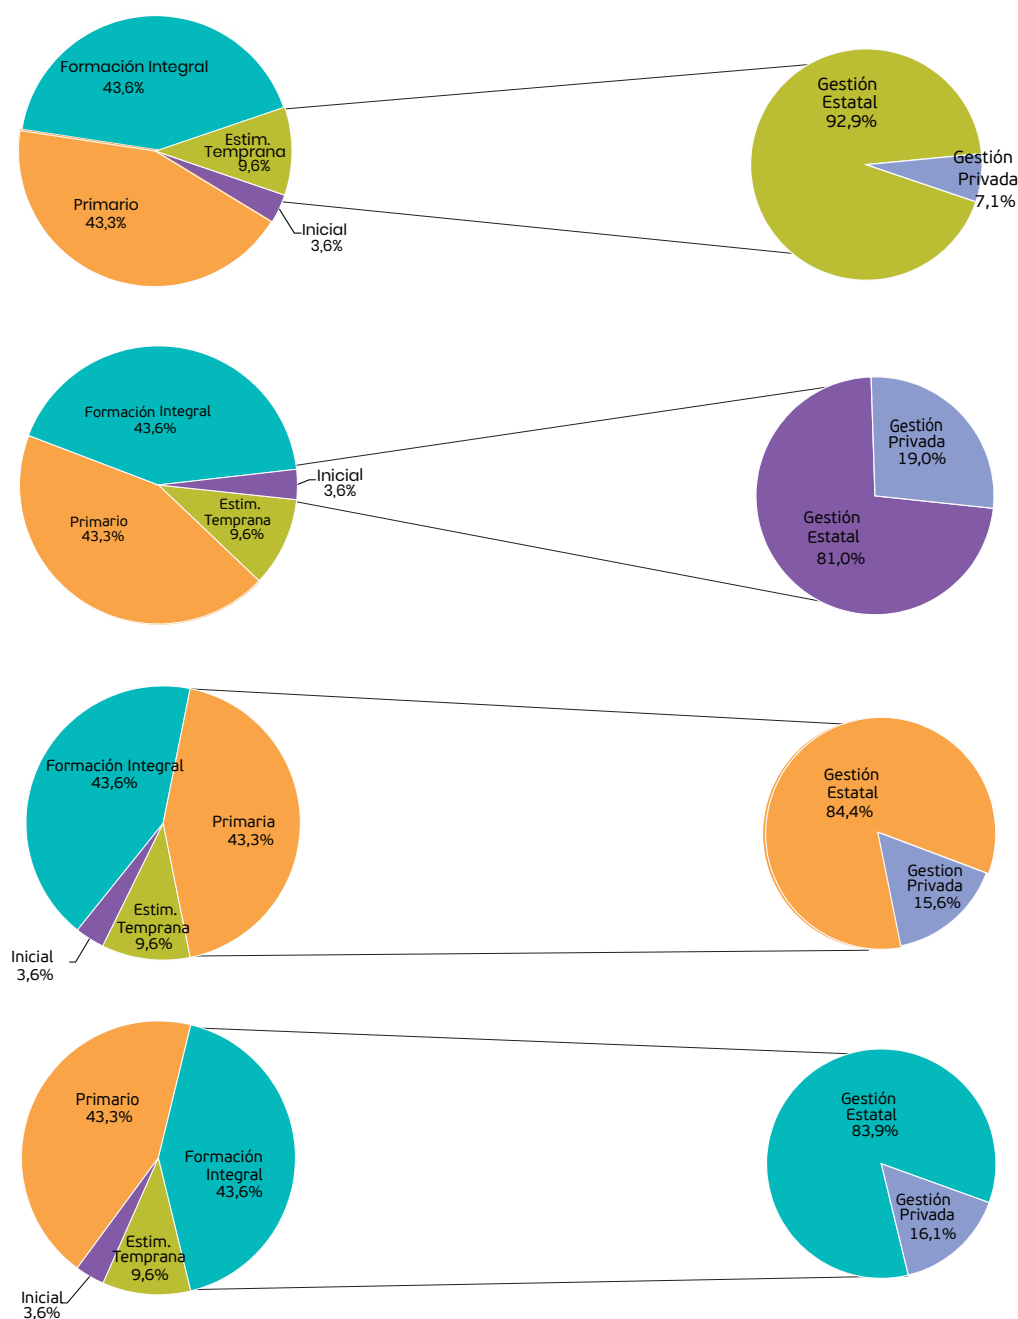 Formación Integral
43,6%
Estim.
Temprana
9,6%
Primario
43,3%
Inicial
3,6%
Gestión
Estatal
92,9%
Gestión
Privada
7,1%
Formación Integral
43,6%
Inicial
3,6%
Estim.
Temprana
9,6%
Primario
43,3%
Gestión
Privada
19,0%
Gestión
Estatal
81,0%
Formación Integral
43,6%
Primaria
43,3%
Estim.
Temprana
9,6%
Inicial
3,6%
Gestión
Estatal
84,4%
Gestion
Privada
15,6%
Primario
43,3%
Formación
Integral
43,6%
Estim.
Temprana
9,6%
Inicial
3,6%
Gestión
Estatal
83,9%
Gestión
Privada
16,1%